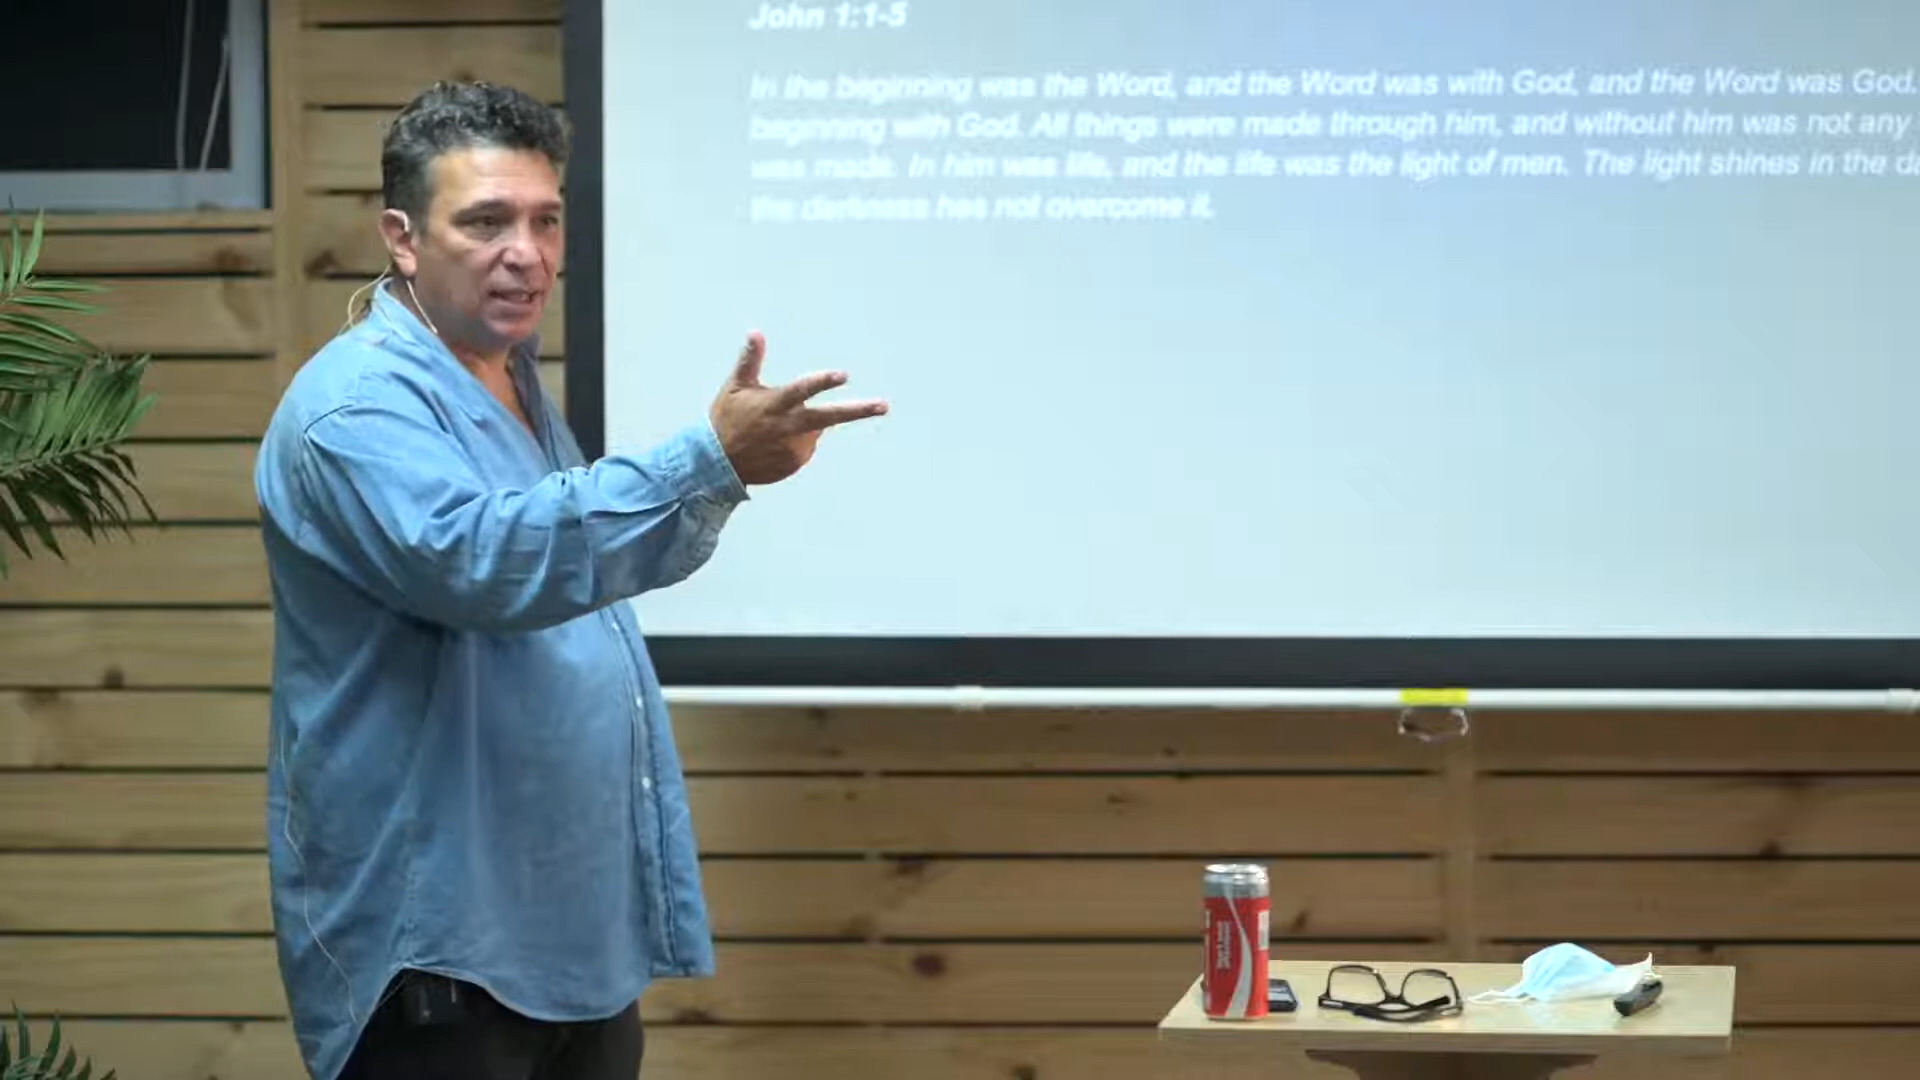 John 1:1-5
In the beginning was the Word, and the Word was with God, and the Word was God.
beginning with God. All things were made through him, and without him was not any
was made. In him was life, and the life was the light of men. The light shines in the da
the darkness has not overcome it.